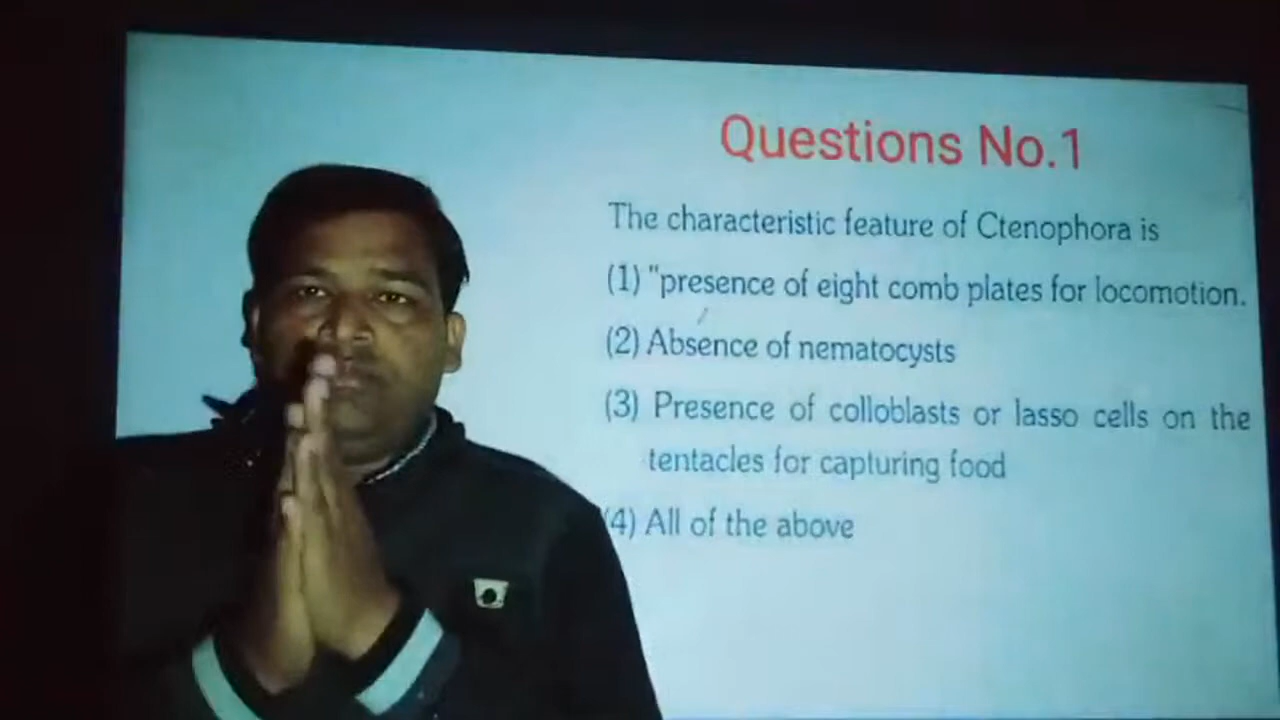 Questions No.1
The characteristic feature of Ctenophora is
(1) "presence of eight comb plates for locomotion.
(2) Absence of nematocysts
(3) Presence of colloblasts or lasso cells on the
tentacles for capturing food
(4) All of the above